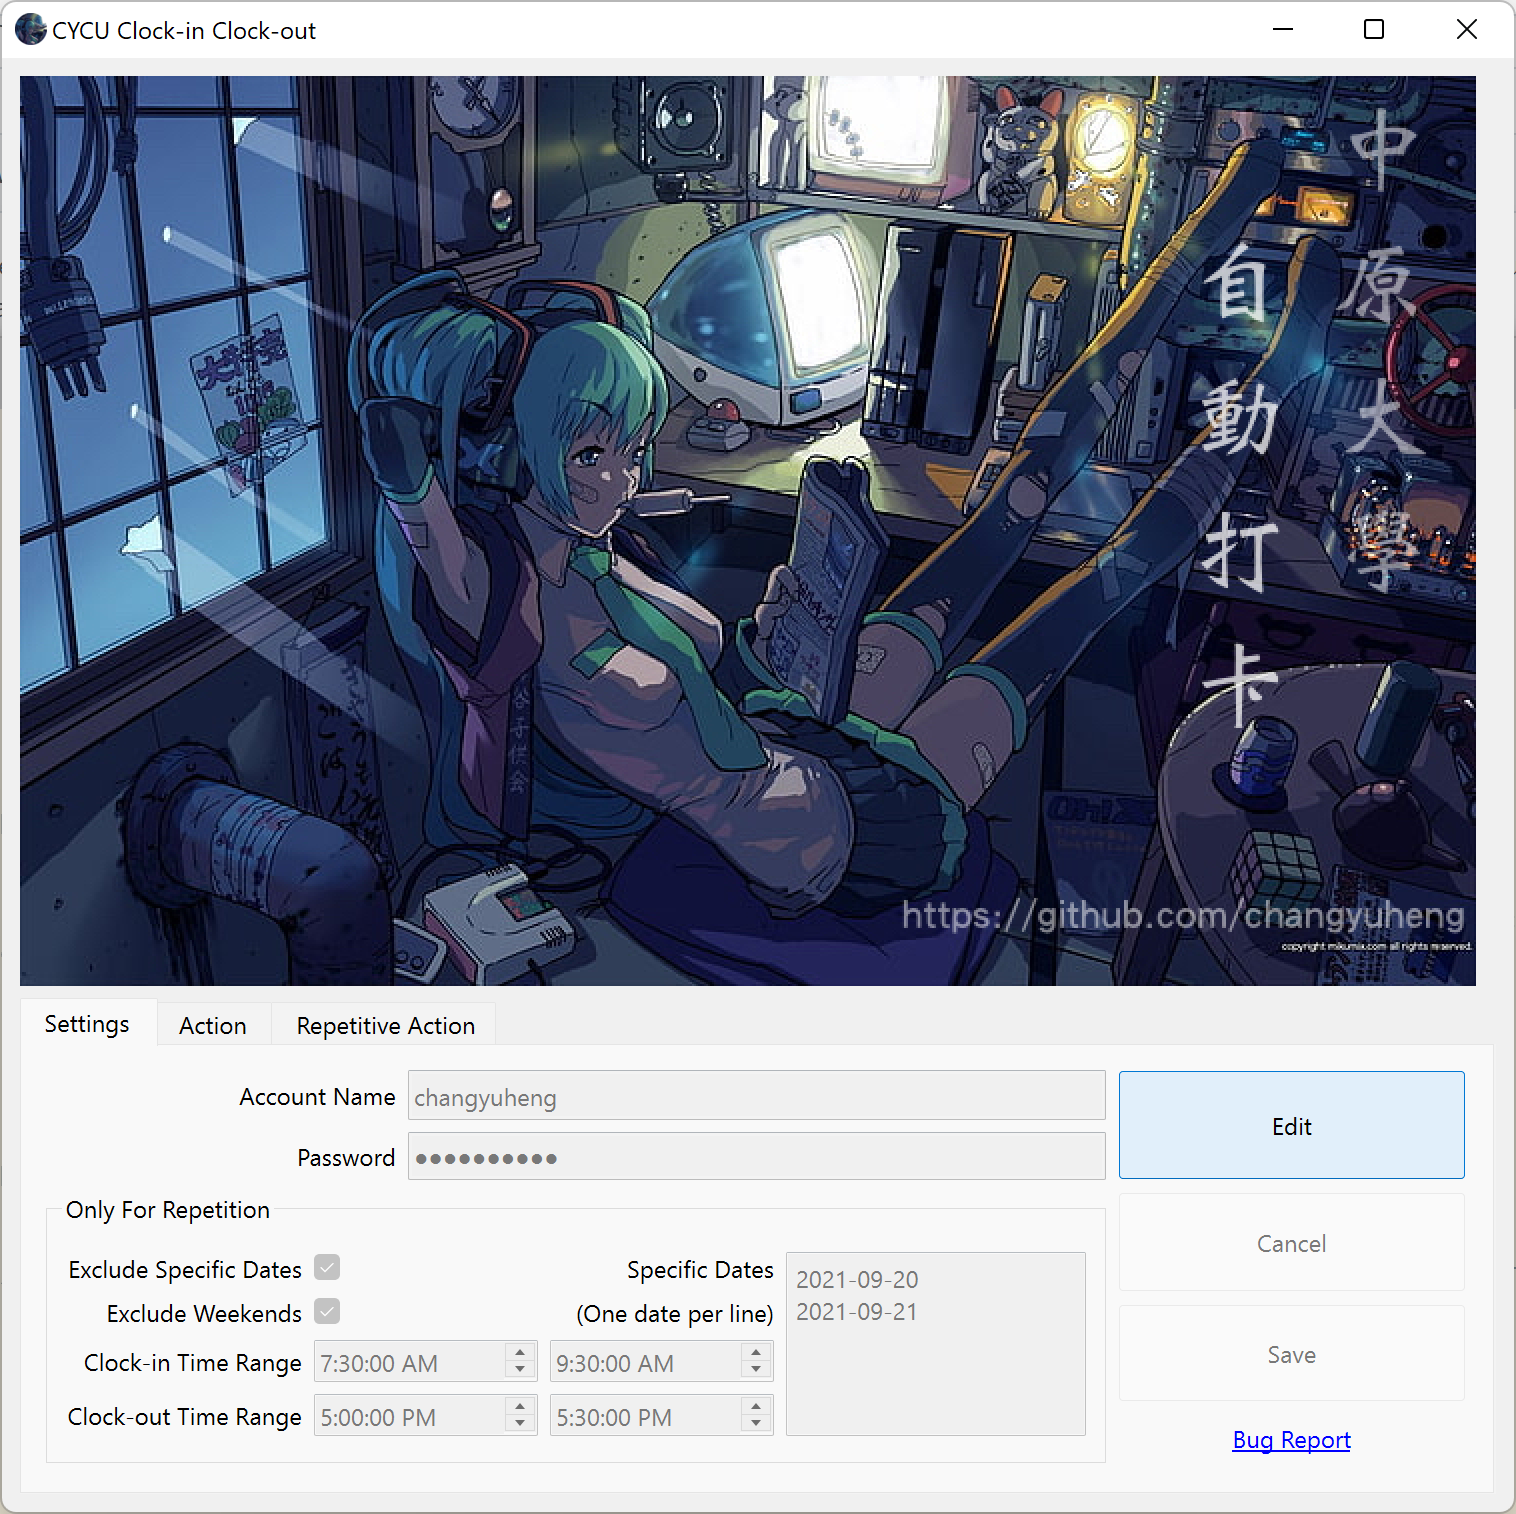 CYCU Clock-in Clock-out
中原大學
自動打卡
大特売
https://github.com/changyuheng
copyright mikumix.com all rights reserved.
Settings
Action
Repetitive Action
Account Name
changyuheng
Edit
Password
●●●●●●●●●●
Only For Repetition
Cancel
Exclude Specific Dates
Specific Dates
2021-09-20
Exclude Weekends
(One date per line)
2021-09-21
Clock-in Time Range
7:30:00 AM
9:30:00 AM
Save
Clock-out Time Range
5:00:00 PM
5:30:00 PM
Bug Report